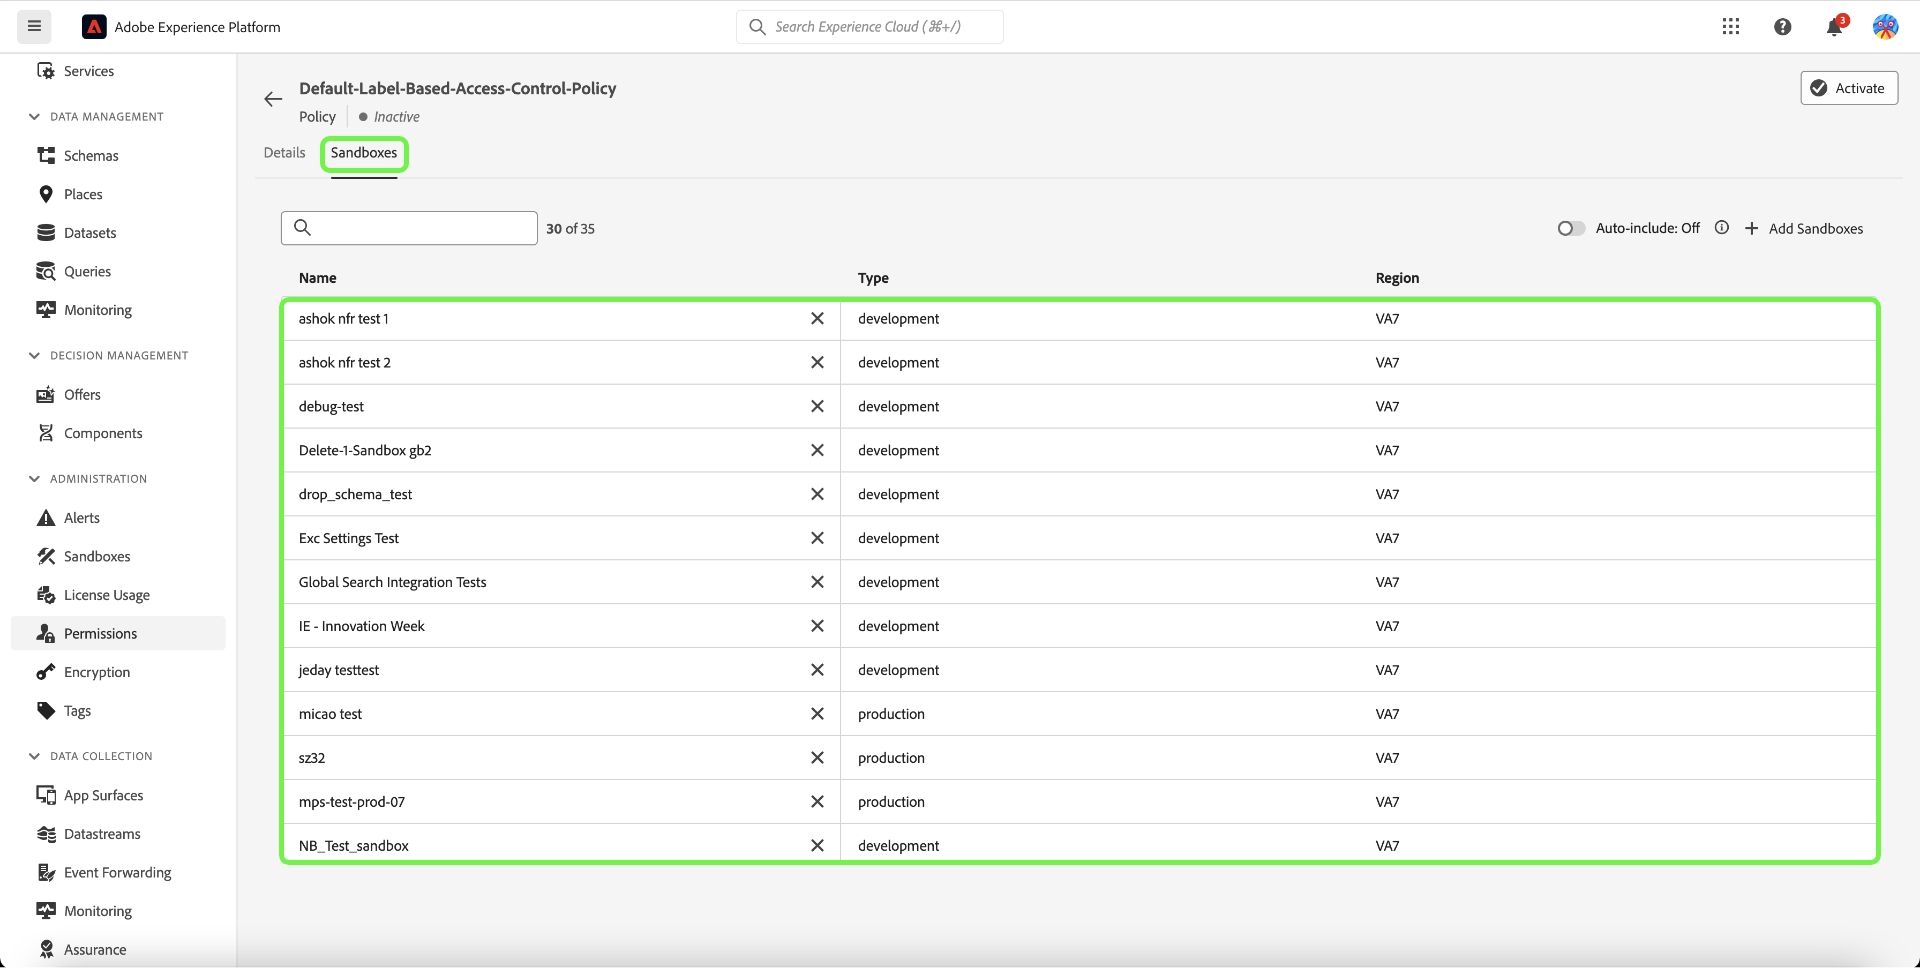 Adobe Experience Platform
Search Experience Cloud (⌘+/)
3
Services
DATA MANAGEMENT
Schemas
Places
Datasets
Queries
Monitoring
DECISION MANAGEMENT
Offers
Components
ADMINISTRATION
Alerts
Sandboxes
License Usage
Permissions
Encryption
Tags
DATA COLLECTION
App Surfaces
Datastreams
Event Forwarding
Monitoring
Assurance
Default-Label-Based-Access-Control-Policy
Policy Inactive
Activate
Details Sandboxes
30 of 35
Auto-include: Off
Add Sandboxes
Name Type Region
ashok nfr test 1 development VA7
ashok nfr test 2 development VA7
debug-test development VA7
Delete-1-Sandbox gb2 development VA7
drop_schema_test development VA7
Exc Settings Test development VA7
Global Search Integration Tests development VA7
IE - Innovation Week development VA7
jeday testtest development VA7
micao test production VA7
sz32 production VA7
mps-test-prod-07 production VA7
NB_Test_sandbox development VA7